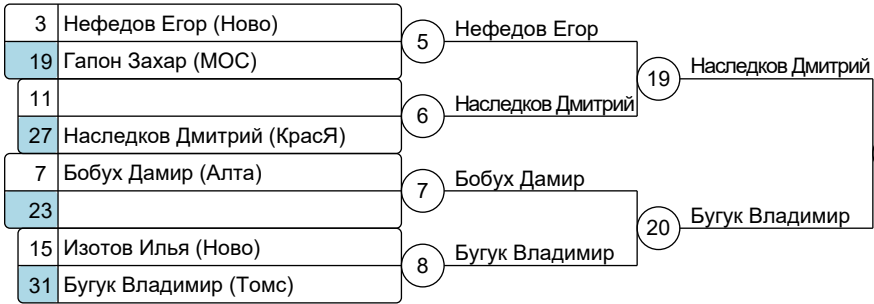 3 Нефедов Егор (Ново)
19 Гапон Захар (МОС)
5 Нефедов Егор
11
27 Наследков Дмитрий (КрасЯ)
6 Наследков Дмитрий
19 Наследков Дмитрий
7 Бобух Дамир (Алта)
23
7 Бобух Дамир
15 Изотов Илья (Ново)
31 Бугук Владимир (Томс)
8 Бугук Владимир
20 Бугук Владимир